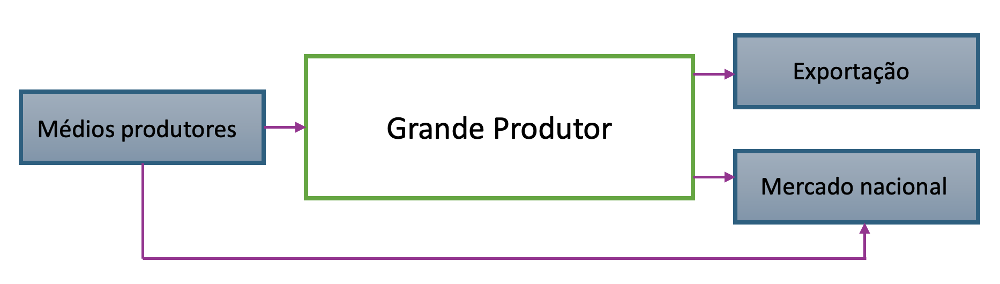 Médios produtores
Grande Produtor
Exportação
Mercado nacional